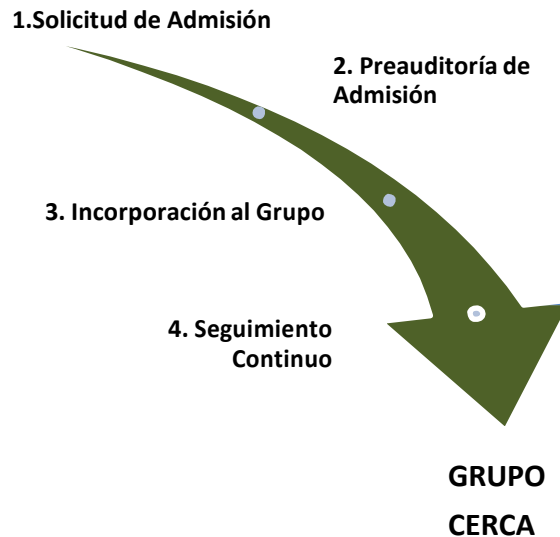 1.Solicitud de Admisión
2. Preauditoría de
Admisión
3. Incorporación al Grupo
4. Seguimiento
Continuo
GRUPO
CERCA